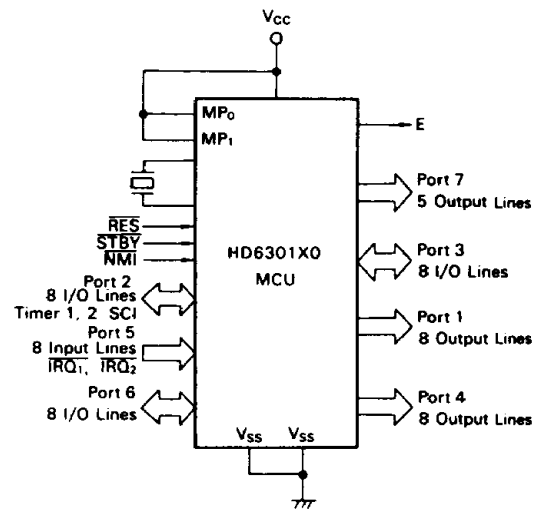 VCC
MP0
MP1
E
Port 7
5 Output Lines
RES
STBY
NMI
HD6301X0
MCU
Port 3
8 I/O Lines
Port 2
8 I/O Lines
Timer 1, 2 SCI
Port 1
8 Output Lines
Port 5
8 Input Lines
IRQ1, IRQ2
Port 6
8 I/O Lines
Port 4
8 Output Lines
VSS VSS